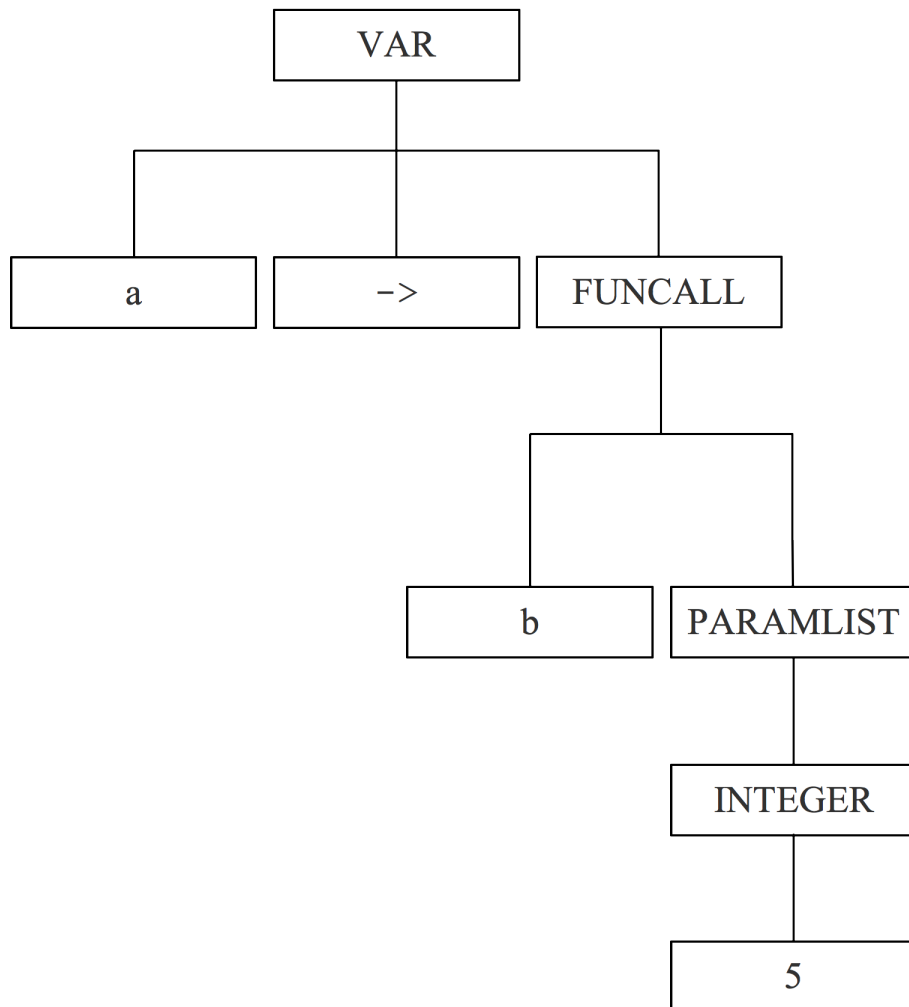 VAR
a
−>
FUNCALL
b
PARAMLIST
INTEGER
5